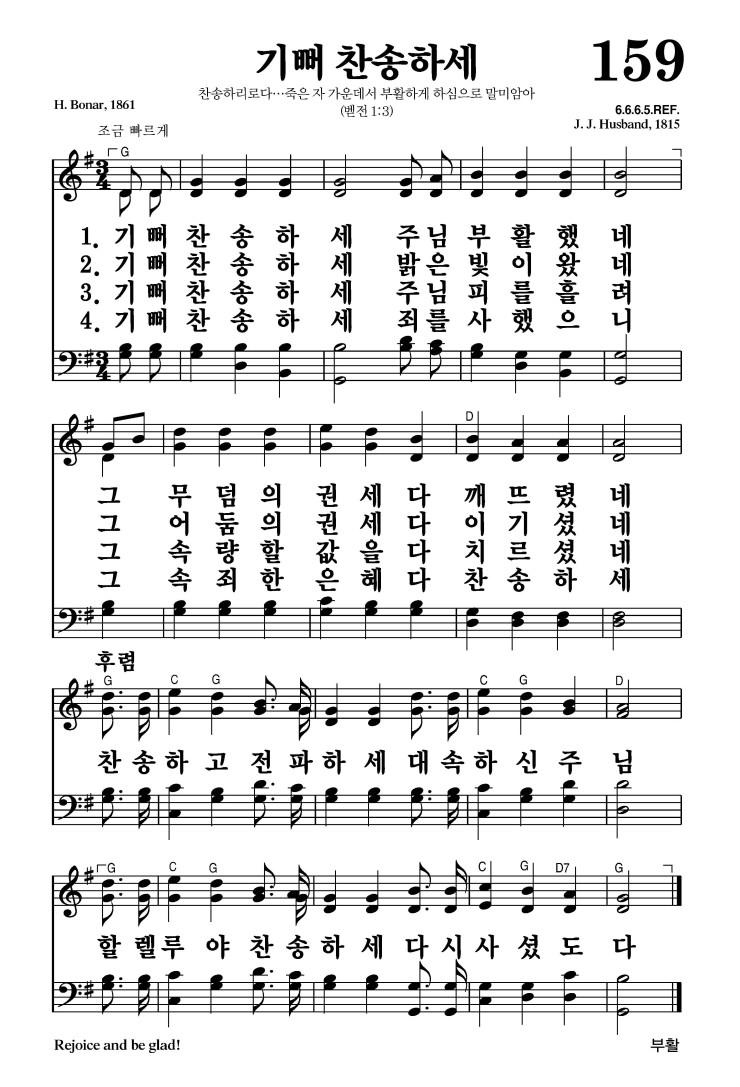 기뻐 찬송하세
159
찬송하리로다…죽은 자 가운데서 부활하게 하심으로 말미암아
(벧전 1:3)
H. Bonar, 1861
6.6.6.5.REF.
J. J. Husband, 1815
조금 빠르게
G
3 4
1. 기 뻐 찬 송 하 세 주 님 부 활 했 네
2. 기 뻐 찬 송 하 세 밝 은 빛 이 왔 네
3. 기 뻐 찬 송 하 세 주 님 피 를 흘 려
4. 기 뻐 찬 송 하 세 죄 를 사 했 으 니
3 4
D
그 무 덤 의 권 세 다 깨 뜨 렸 네
그 어 둠 의 권 세 다 이 기 셨 네
그 속 량 할 값 을 다 치 르 셨 네
그 속 죄 한 은 혜 다 찬 송 하 세
후렴
G C G C G D
찬 송 하 고 전 파 하 세 대 속 하 신 주 님
G C G C G D7 G
할 렐 루 야 찬 송 하 세 다 시 사 셨 도 다
Rejoice and be glad!
부활